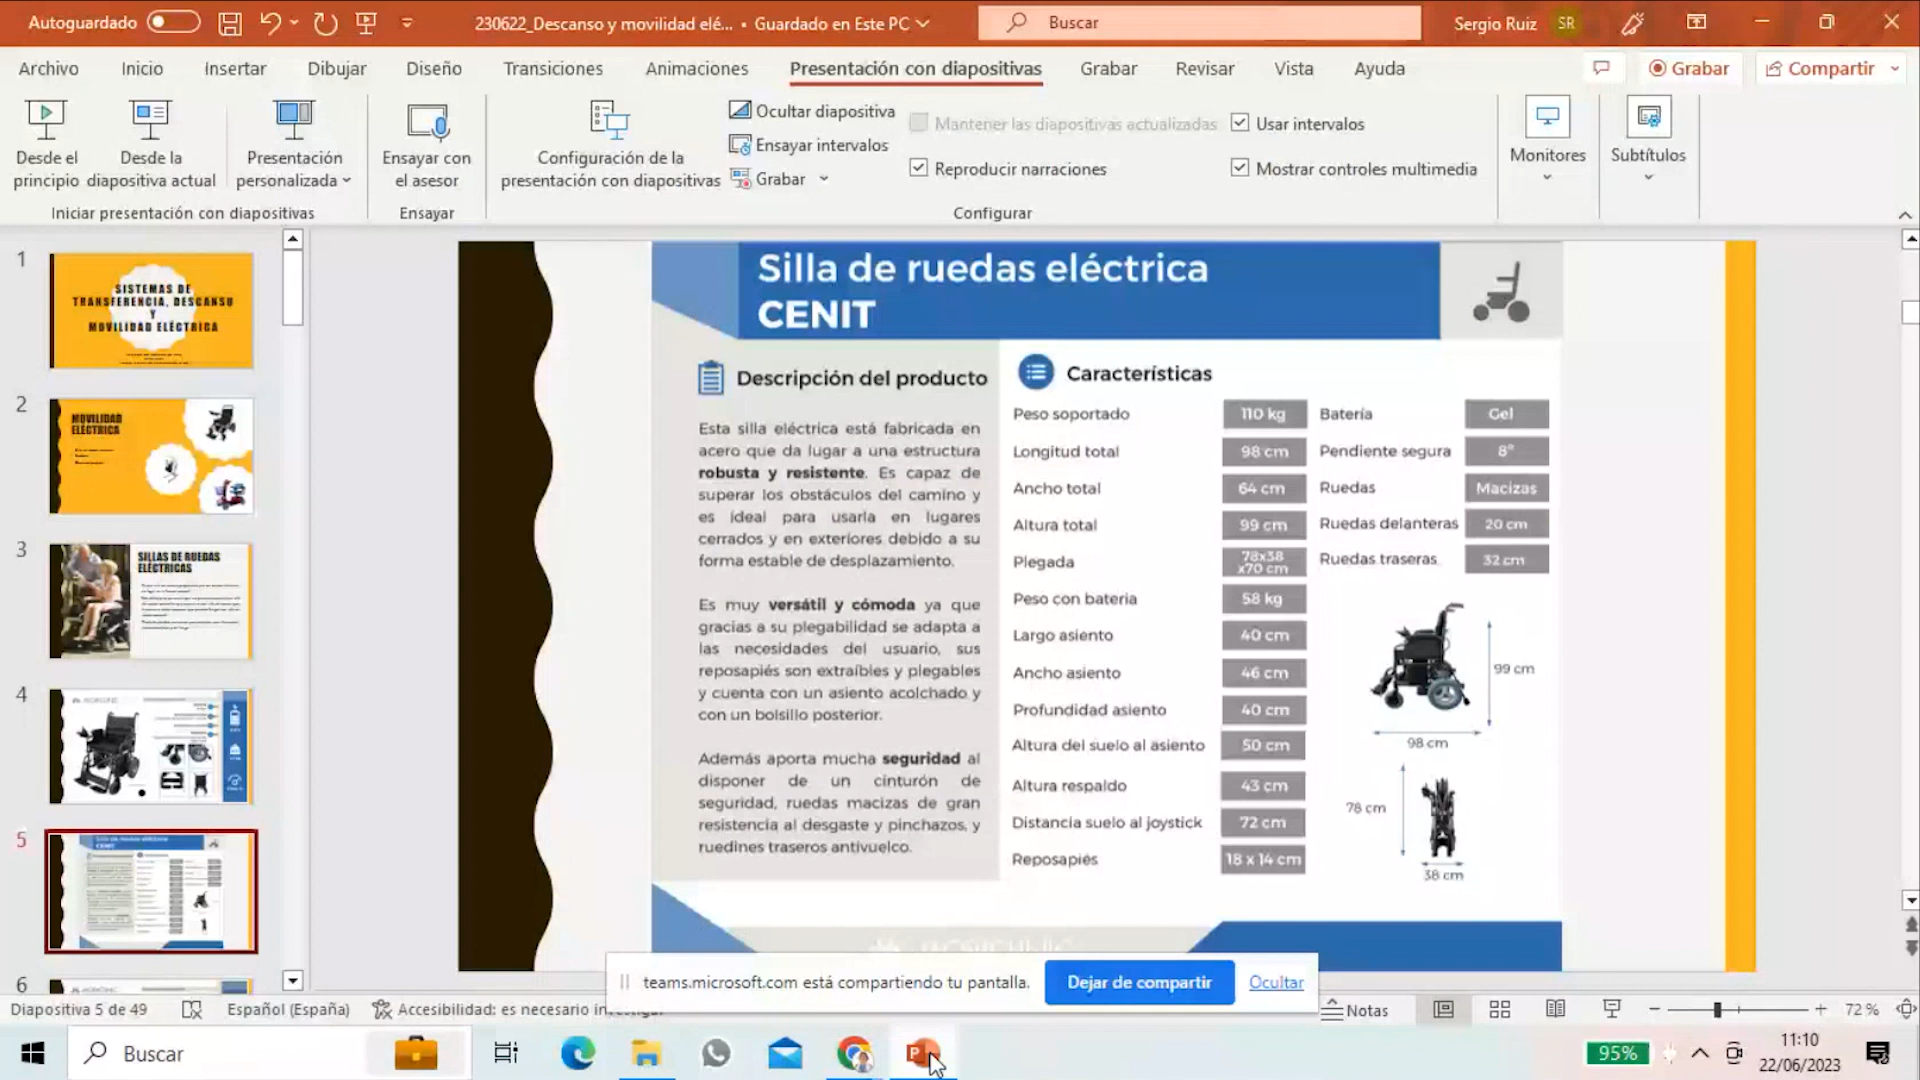 Autoguardado
230622_Descanso y movilidad elé... • Guardado en Este PC
Buscar
Sergio Ruiz
SR
Archivo
Inicio
Insertar
Dibujar
Diseño
Transiciones
Animaciones
Presentación con diapositivas
Grabar
Revisar
Vista
Ayuda
Grabar
Compartir
Desde el
principio
Desde la
diapositiva actual
Presentación
personalizada
Iniciar presentación con diapositivas
Ensayar con
el asesor
Ensayar
Configuración de la
presentación con diapositivas
Ocultar diapositiva
Ensayar intervalos
Grabar
Mantener las diapositivas actualizadas
Reproducir narraciones
Usar intervalos
Mostrar controles multimedia
Configurar
Monitores
Subtítulos
1
SISTEMAS DE
TRANSFERENCIA, DESCANSO
Y
MOVILIDAD ELÉCTRICA
2
MOVILIDAD
ELÉCTRICA
3
SILLAS DE RUEDAS
ELÉCTRICAS
4
5
6
Silla de ruedas eléctrica
CENIT
Descripción del producto
Esta silla eléctrica está fabricada en
acero que da lugar a una estructura
robusta y resistente. Es capaz de
superar los obstáculos del camino y
es ideal para usarla en lugares
cerrados y en exteriores debido a su
forma estable de desplazamiento.
Es muy versátil y cómoda ya que
gracias a su plegabilidad se adapta a
las necesidades del usuario, sus
reposapiés son extraíbles y plegables
y cuenta con un asiento acolchado y
con un bolsillo posterior.
Además aporta mucha seguridad al
disponer de un cinturón de
seguridad, ruedas macizas de gran
resistencia al desgaste y pinchazos, y
ruedines traseros antivuelco.
Características
Peso soportado 110 kg
Longitud total 98 cm
Ancho total 64 cm
Altura total 99 cm
Plegada 78x38
x70 cm
Peso con bateria 58 kg
Largo asiento 40 cm
Ancho asiento 46 cm
Profundidad asiento 40 cm
Altura del suelo al asiento 50 cm
Altura respaldo 43 cm
Distancia suelo al joystick 72 cm
Reposapiés 18 x 14 cm
Batería Gel
Pendiente segura 8º
Ruedas Macizas
Ruedas delanteras 20 cm
Ruedas traseras 32 cm
99 cm
98 cm
78 cm
38 cm
teams.microsoft.com está compartiendo tu pantalla.
Dejar de compartir
Ocultar
Diapositiva 5 de 49
Español (España)
Accesibilidad: es necesario
Notas
72 %
Buscar
95%
11:10
22/06/2023